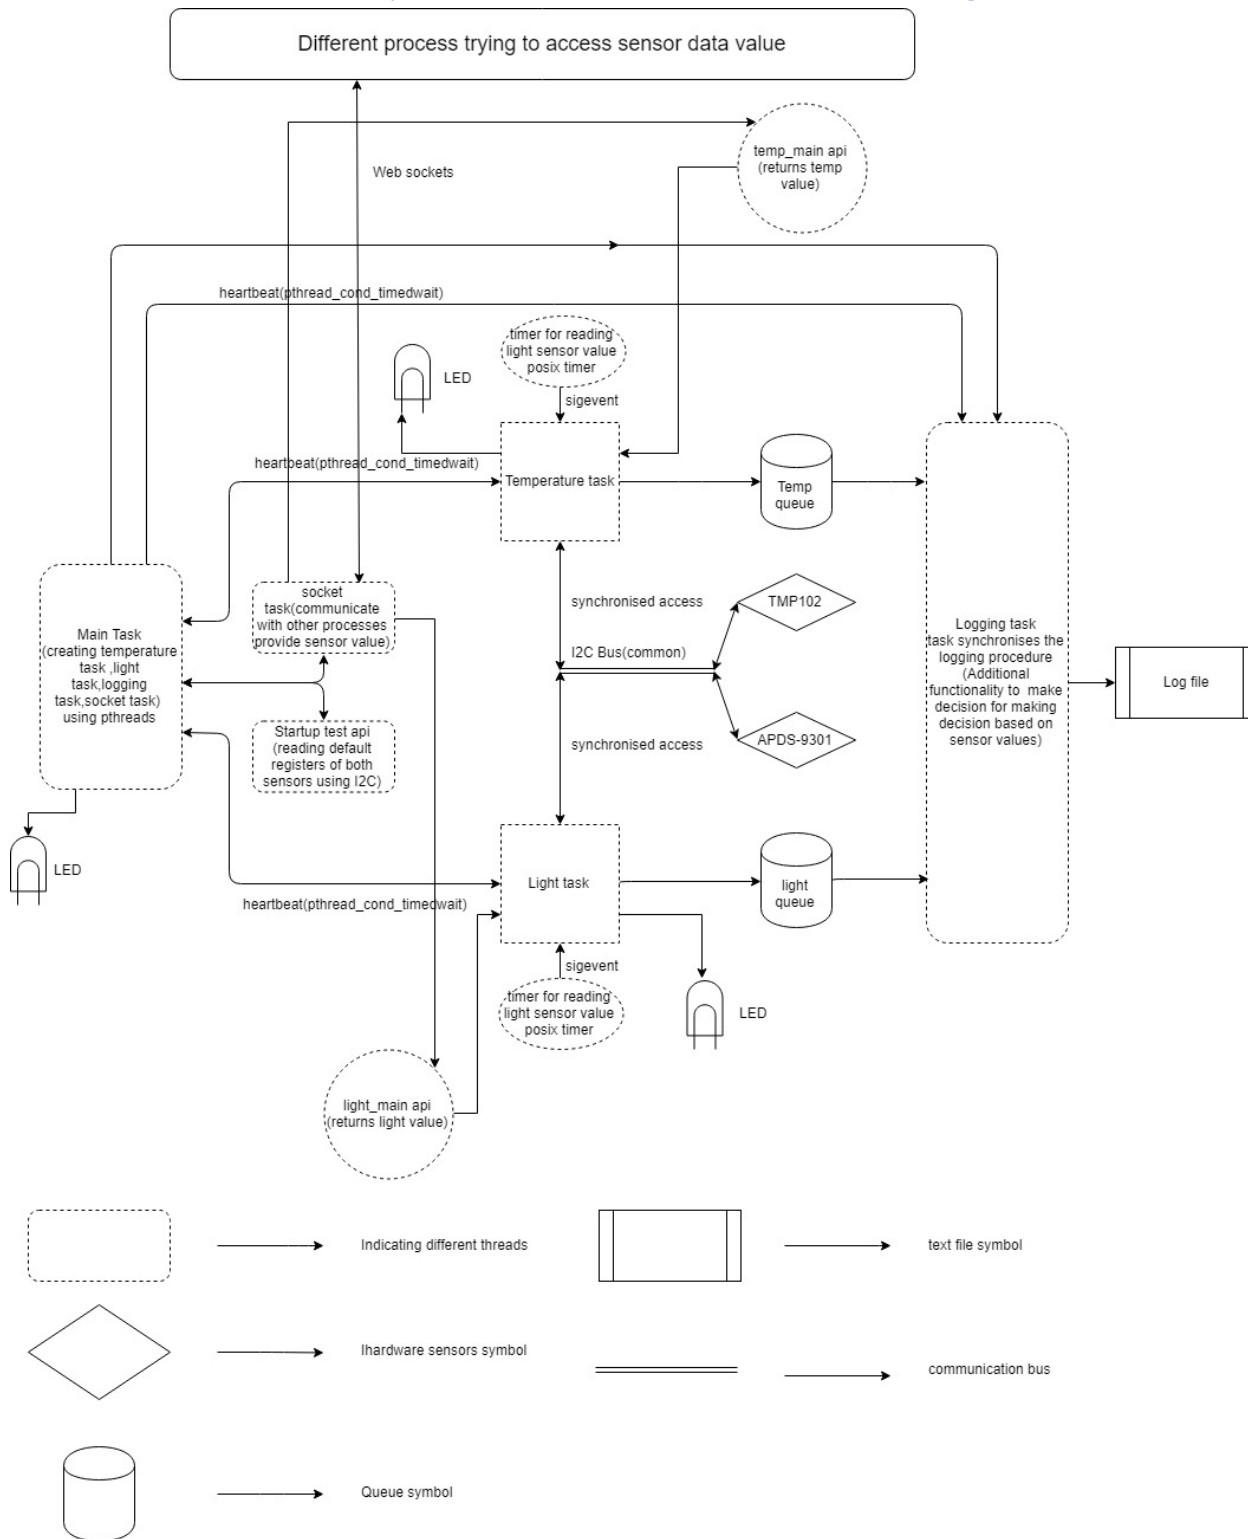 Different process trying to access sensor data value
temp_main api
(returns temp
value)
Web sockets
heartbeat(pthread_cond_timedwait)
timer for reading
light sensor value
posix timer
LED
sigevent
heartbeat(pthread_cond_timedwait)
Temperature task
Temp
queue
socket
task(communicate
with other processes
provide sensor value)
synchronised access
TMP102
Main Task
(creating temperature
task ,light
task,logging
task,socket task)
using pthreads
I2C Bus(common)
Logging task
task synchronises the
logging procedure
(Additional
functionality to make
decision for making
decision based on
sensor values)
Log file
Startup test api
(reading default
registers of both
sensors using I2C)
synchronised access
APDS-9301
LED
Light task
light
queue
heartbeat(pthread_cond_timedwait)
sigevent
timer for reading
light sensor value
posix timer
LED
light_main api
(returns light value)
Indicating different threads
text file symbol
Ihardware sensors symbol
communication bus
Queue symbol